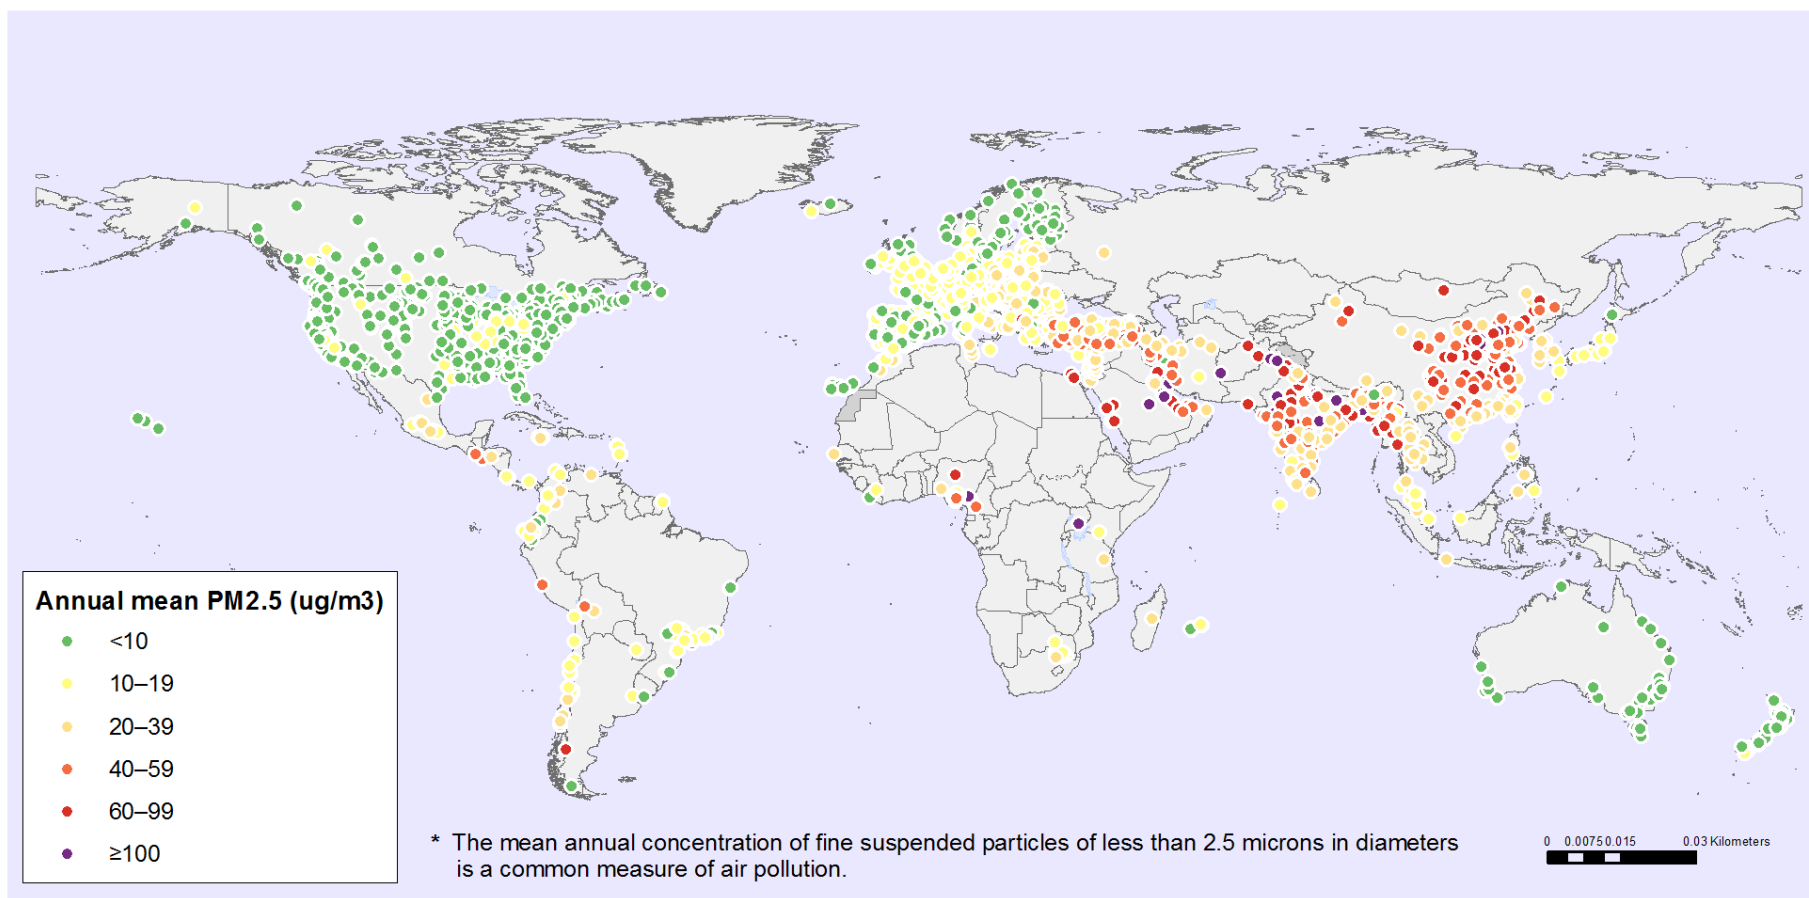 Annual mean PM2.5 (ug/m3)
<10
10–19
20–39
40–59
60–99
≥100
* The mean annual concentration of fine suspended particles of less than 2.5 microns in diameters
is a common measure of air pollution.
0 0.0075 0.015 0.03 Kilometers